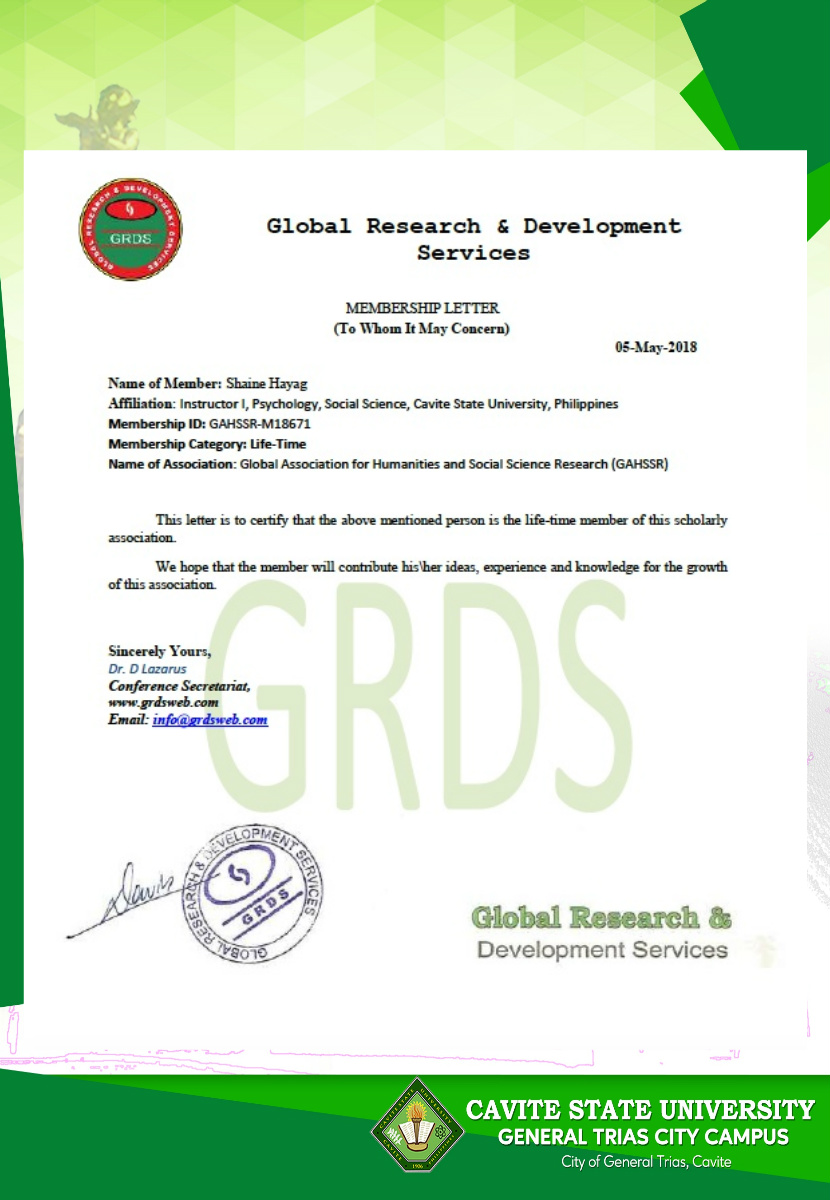 GLOBAL RESEARCH & DEVELOPMENT SERVICES
GRDS
Global Research & Development
Services
MEMBERSHIP LETTER
(To Whom It May Concern)
05-May-2018
Name of Member: Shaine Hayag
Affiliation: Instructor I, Psychology, Social Science, Cavite State University, Philippines
Membership ID: GAHSSR-M18671
Membership Category: Life-Time
Name of Association: Global Association for Humanities and Social Science Research (GAHSSR)
This letter is to certify that the above mentioned person is the life-time member of this scholarly
association.
We hope that the member will contribute his\her ideas, experience and knowledge for the growth
of this association.
GRDS
Sincerely Yours,
Dr. D Lazarus
Conference Secretariat,
www.grdsweb.com
Email: info@grdsweb.com
GLOBAL RESEARCH & DEVELOPMENT SERVICES
GRDS
Global Research &
Development Services
CAVITE STATE UNIVERSITY
GENERAL TRIAS CITY CAMPUS
City of General Trias, Cavite